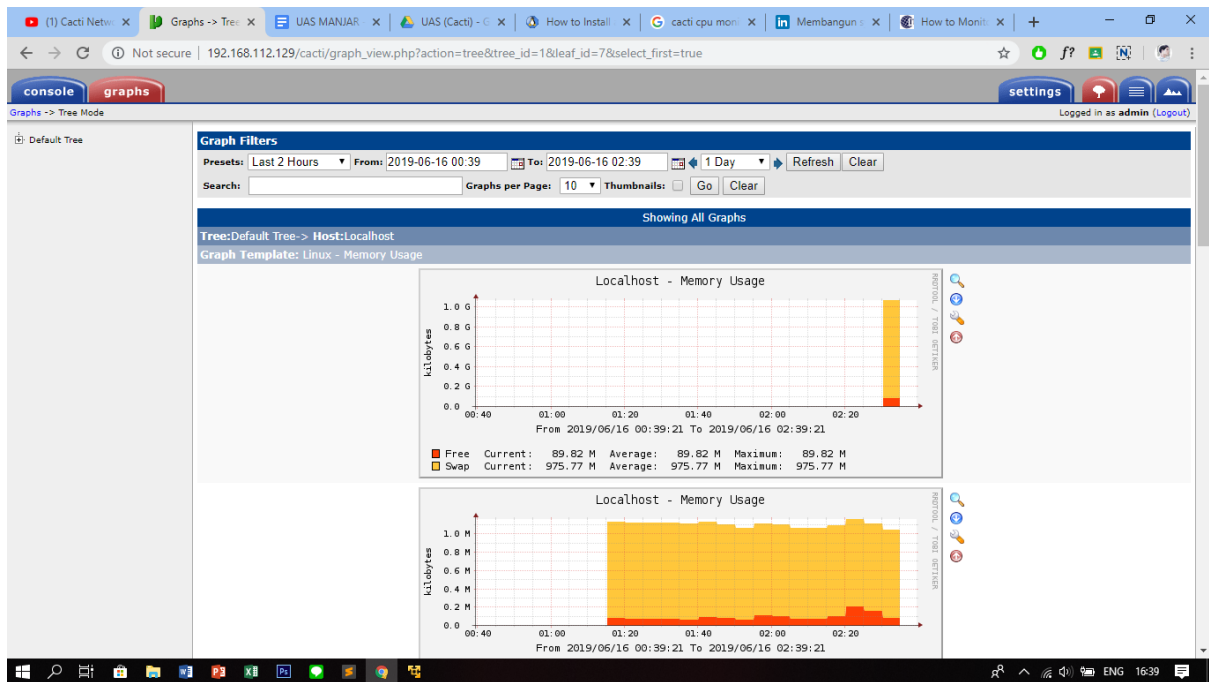 (1) Cacti Netwo
Graphs -> Tree
UAS MANJAR
UAS (Cacti) - G
How to Install
cacti cpu moni
Membangun s
How to Monito
Not secure | 192.168.112.129/cacti/graph_view.php?action=tree&tree_id=1&leaf_id=7&select_first=true
console graphs settings
Graphs -> Tree Mode Logged in as admin (Logout)
Default Tree
Graph Filters
Presets: Last 2 Hours From: 2019-06-16 00:39 To: 2019-06-16 02:39 1 Day Refresh Clear
Search: Graphs per Page: 10 Thumbnails: Go Clear
Showing All Graphs
Tree:Default Tree-> Host:Localhost
Graph Template: Linux - Memory Usage
Localhost - Memory Usage
RRDTOOL / TOBI OETIKER
kilobytes
1.0 G
0.8 G
0.6 G
0.4 G
0.2 G
0.0
00:40 01:00 01:20 01:40 02:00 02:20
From 2019/06/16 00:39:21 To 2019/06/16 02:39:21
Free Current: 89.82 M Average: 89.82 M Maximum: 89.82 M
Swap Current: 975.77 M Average: 975.77 M Maximum: 975.77 M
Localhost - Memory Usage
RRDTOOL / TOBI OETIKER
kilobytes
1.0 M
0.8 M
0.6 M
0.4 M
0.2 M
0.0
00:40 01:00 01:20 01:40 02:00 02:20
From 2019/06/16 00:39:21 To 2019/06/16 02:39:21
ENG 16:39